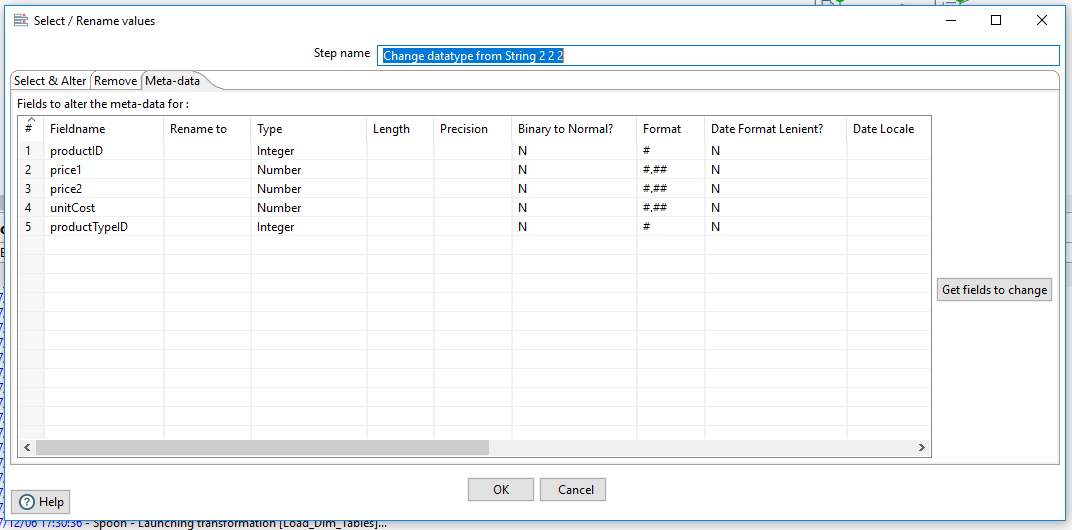 Select / Rename values
Step name Change datatype from String 2 2 2
Select & Alter Remove Meta-data
Fields to alter the meta-data for :
# Fieldname Rename to Type Length Precision Binary to Normal? Format Date Format Lenient? Date Locale
1 productID Integer N # N
2 price1 Number N #.## N
3 price2 Number N #.## N
4 unitCost Number N #.## N
5 productTypeID Integer N # N
Get fields to change
OK Cancel
Help
7/12/06 17:30:36 - Spoon - Launching transformation [Load_Dim_Tables]...